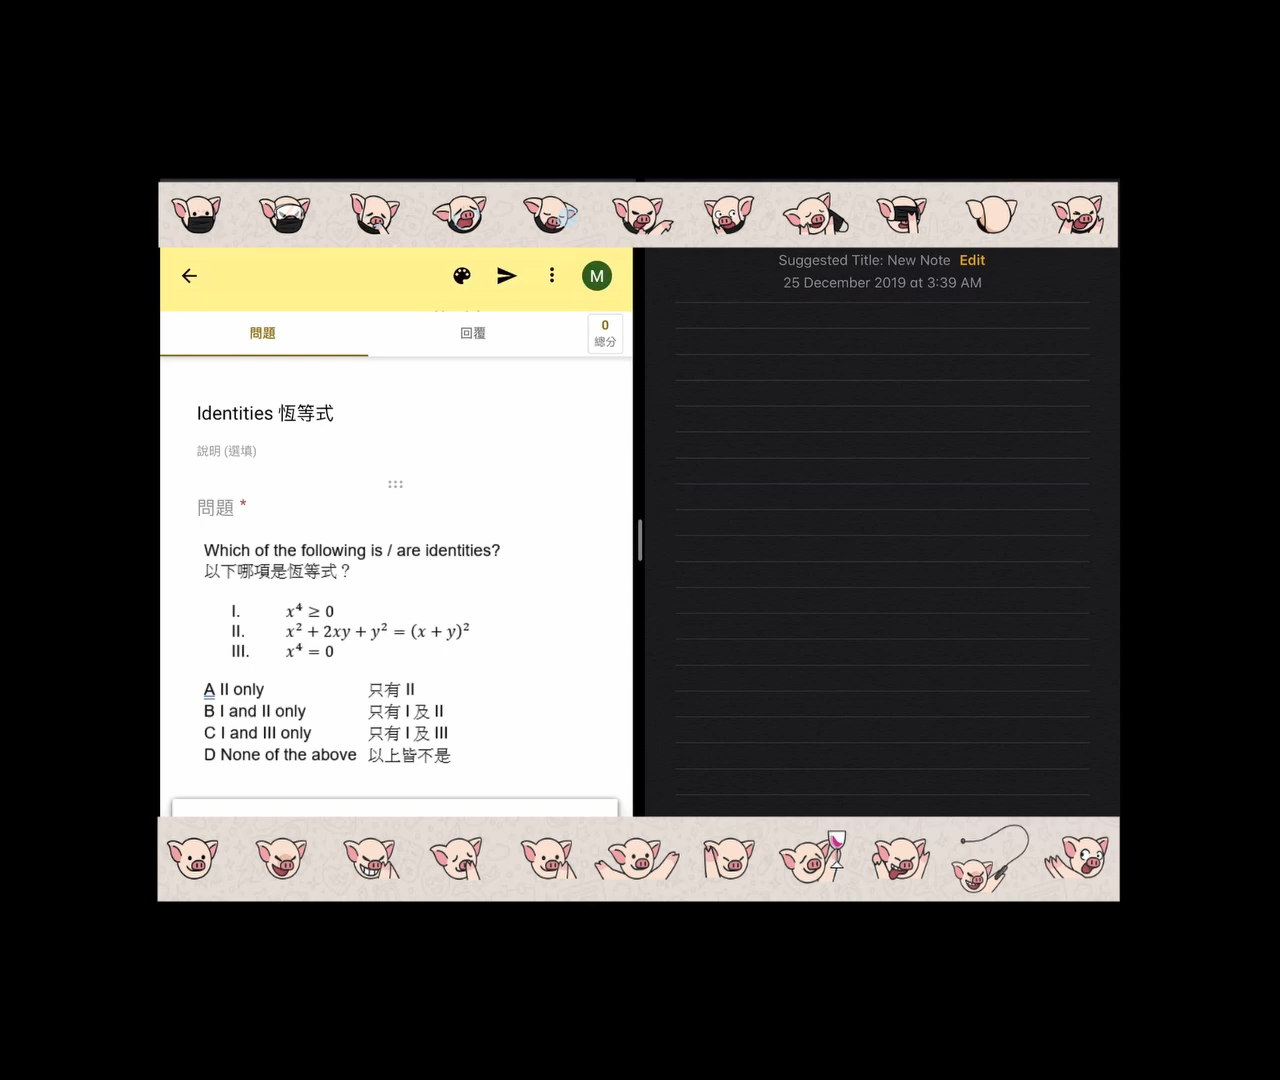 Suggested Title: New Note Edit
25 December 2019 at 3:39 AM
M
問題
回覆
0
總分
Identities 恆等式
說明 (選填)
問題 *
Which of the following is / are identities?
以下哪項是恆等式？
I. x⁴ ≥ 0
II. x² + 2xy + y² = (x + y)²
III. x⁴ = 0
A II only 只有 II
B I and II only 只有 I 及 II
C I and III only 只有 I 及 III
D None of the above 以上皆不是